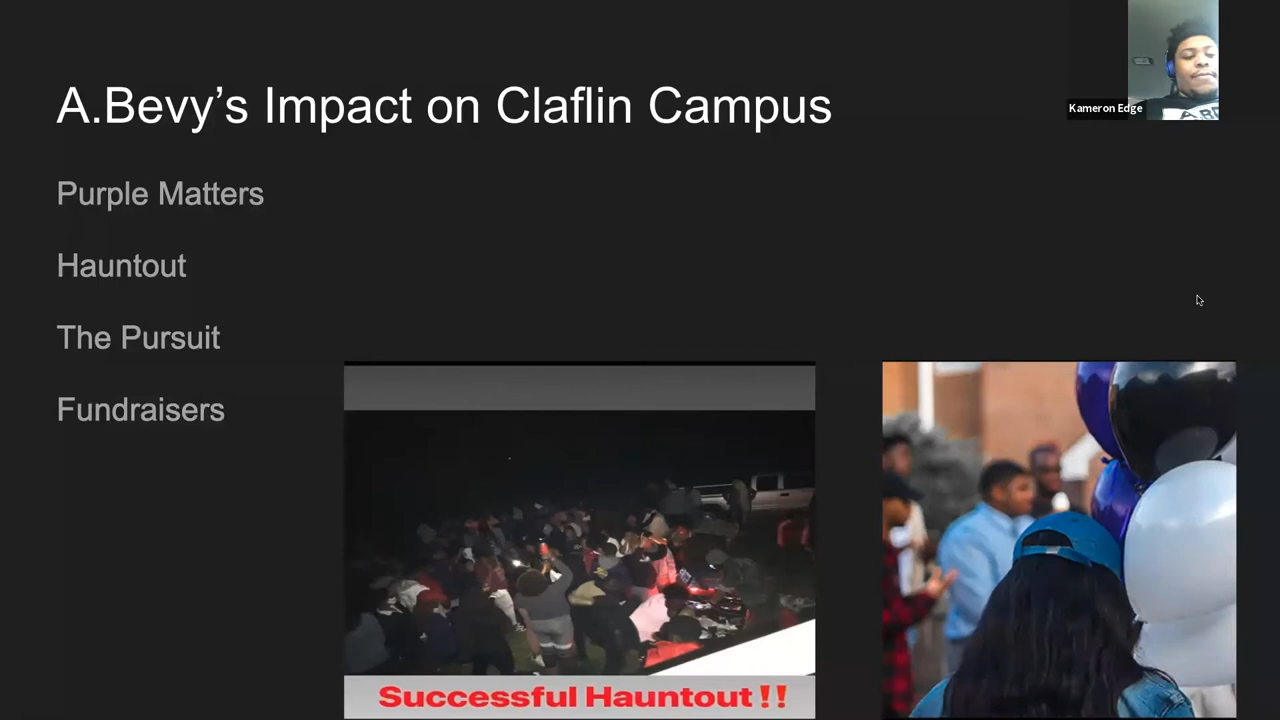 A.Bevy’s Impact on Claflin Campus
Kameron Edge
Purple Matters
Hauntout
The Pursuit
Fundraisers
Successful Hauntout !!